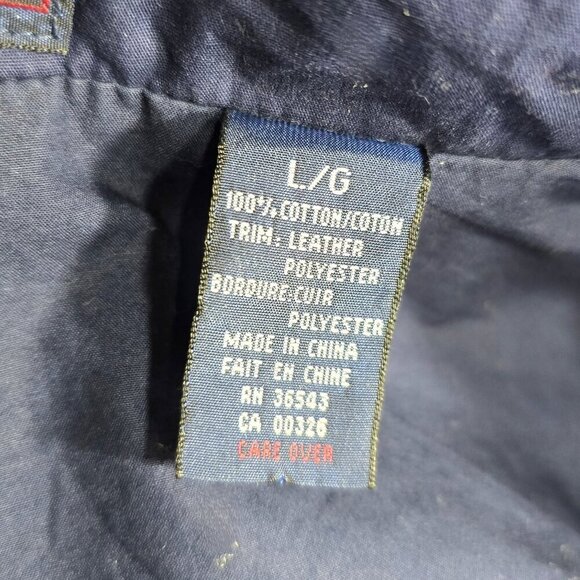 L/G
100% COTTON/COTON
TRIM: LEATHER
POLYESTER
BORDURE:CUIR
POLYESTER
MADE IN CHINA
FAIT EN CHINE
RN 36543
CA 00326
CARE OVER